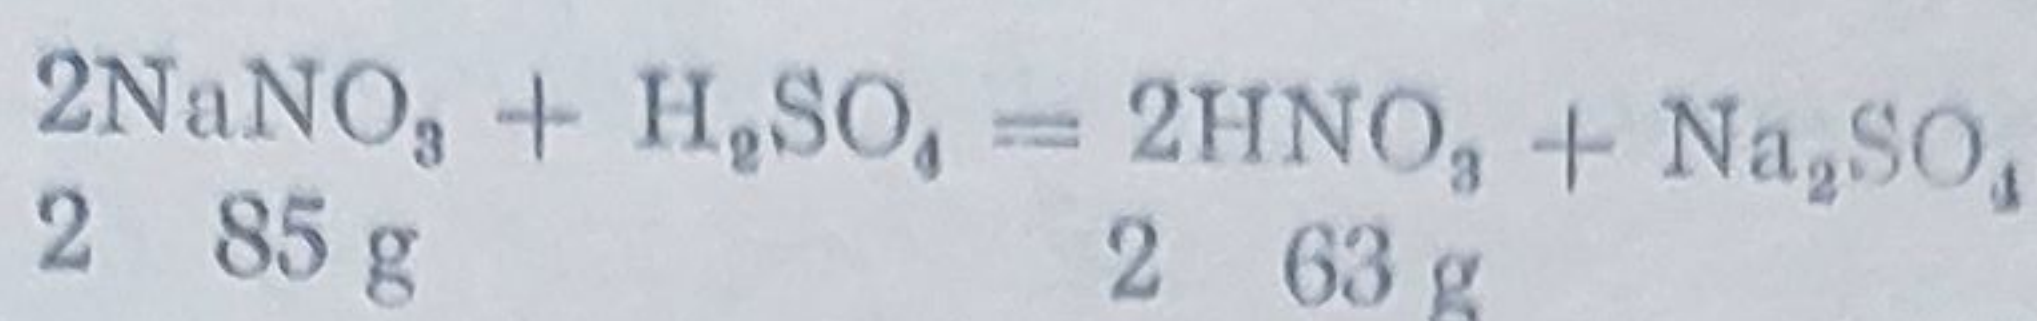 2NaNO₃ + H₂SO₄ = 2HNO₃ + Na₂SO₄
2 85 g 2 63 g